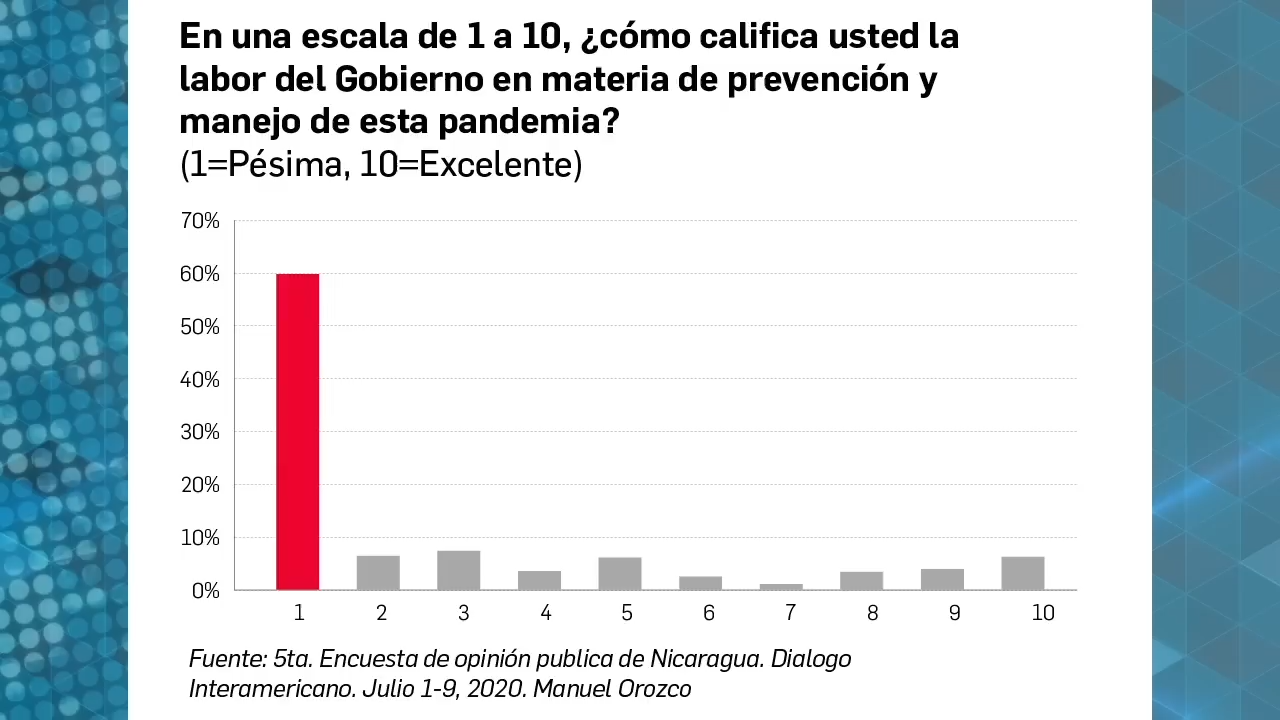 En una escala de 1 a 10, ¿cómo califica usted la
labor del Gobierno en materia de prevención y
manejo de esta pandemia?
(1=Pésima, 10=Excelente)
70%
60%
50%
40%
30%
20%
10%
0%
1 2 3 4 5 6 7 8 9 10
Fuente: 5ta. Encuesta de opinión publica de Nicaragua. Dialogo
Interamericano. Julio 1-9, 2020. Manuel Orozco